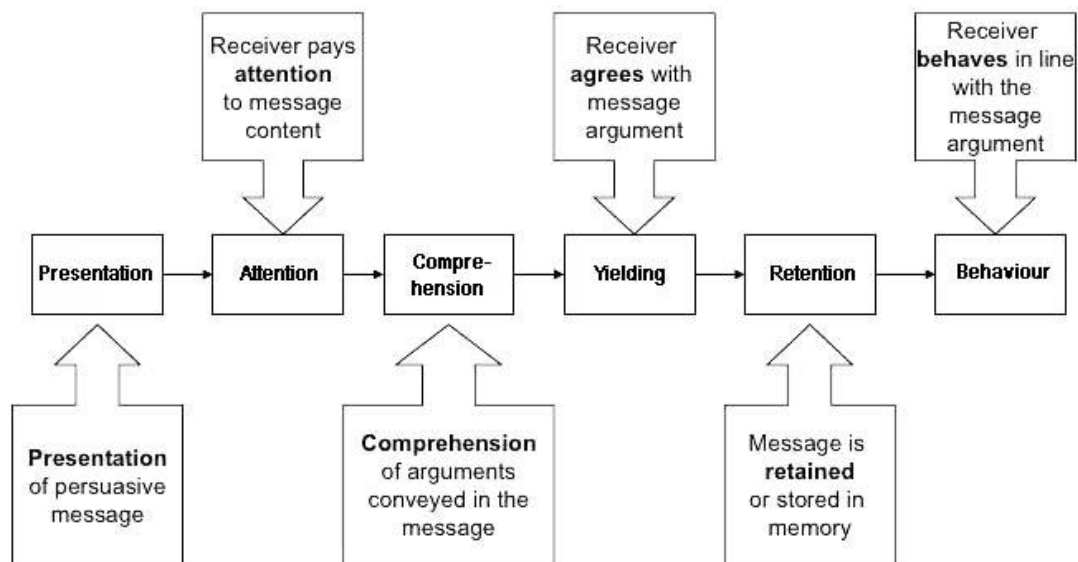 Receiver pays
attention
to message
content
Receiver
agrees with
message
argument
Receiver
behaves in line
with the
message
argument
Presentation
Attention
Compre-
hension
Yielding
Retention
Behaviour
Presentation
of persuasive
message
Comprehension
of arguments
conveyed in the
message
Message is
retained
or stored in
memory